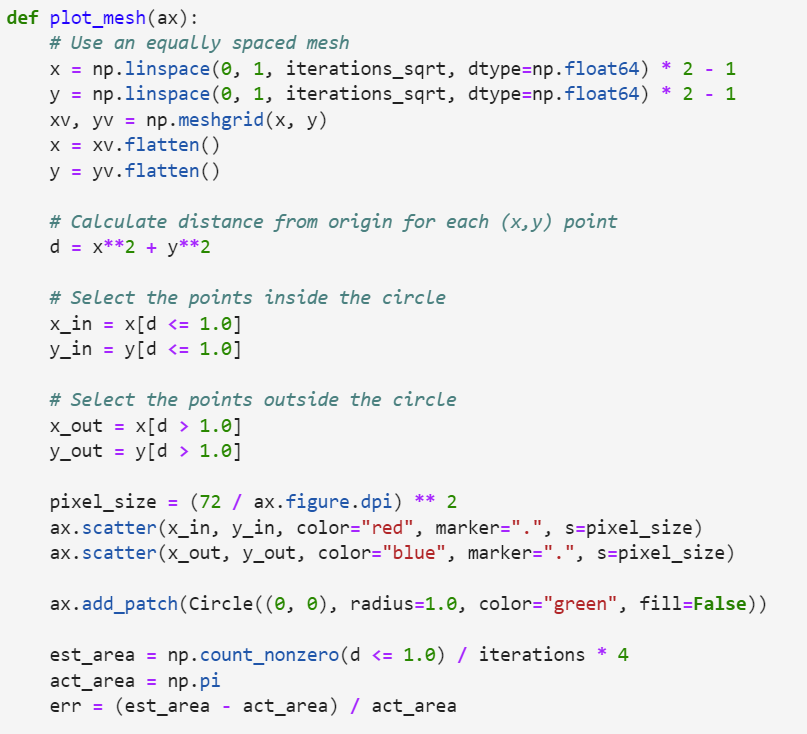 def plot_mesh(ax):
    # Use an equally spaced mesh
    x = np.linspace(0, 1, iterations_sqrt, dtype=np.float64) * 2 - 1
    y = np.linspace(0, 1, iterations_sqrt, dtype=np.float64) * 2 - 1
    xv, yv = np.meshgrid(x, y)
    x = xv.flatten()
    y = yv.flatten()

    # Calculate distance from origin for each (x,y) point
    d = x**2 + y**2

    # Select the points inside the circle
    x_in = x[d <= 1.0]
    y_in = y[d <= 1.0]

    # Select the points outside the circle
    x_out = x[d > 1.0]
    y_out = y[d > 1.0]

    pixel_size = (72 / ax.figure.dpi) ** 2
    ax.scatter(x_in, y_in, color="red", marker=".", s=pixel_size)
    ax.scatter(x_out, y_out, color="blue", marker=".", s=pixel_size)

    ax.add_patch(Circle((0, 0), radius=1.0, color="green", fill=False))

    est_area = np.count_nonzero(d <= 1.0) / iterations * 4
    act_area = np.pi
    err = (est_area - act_area) / act_area